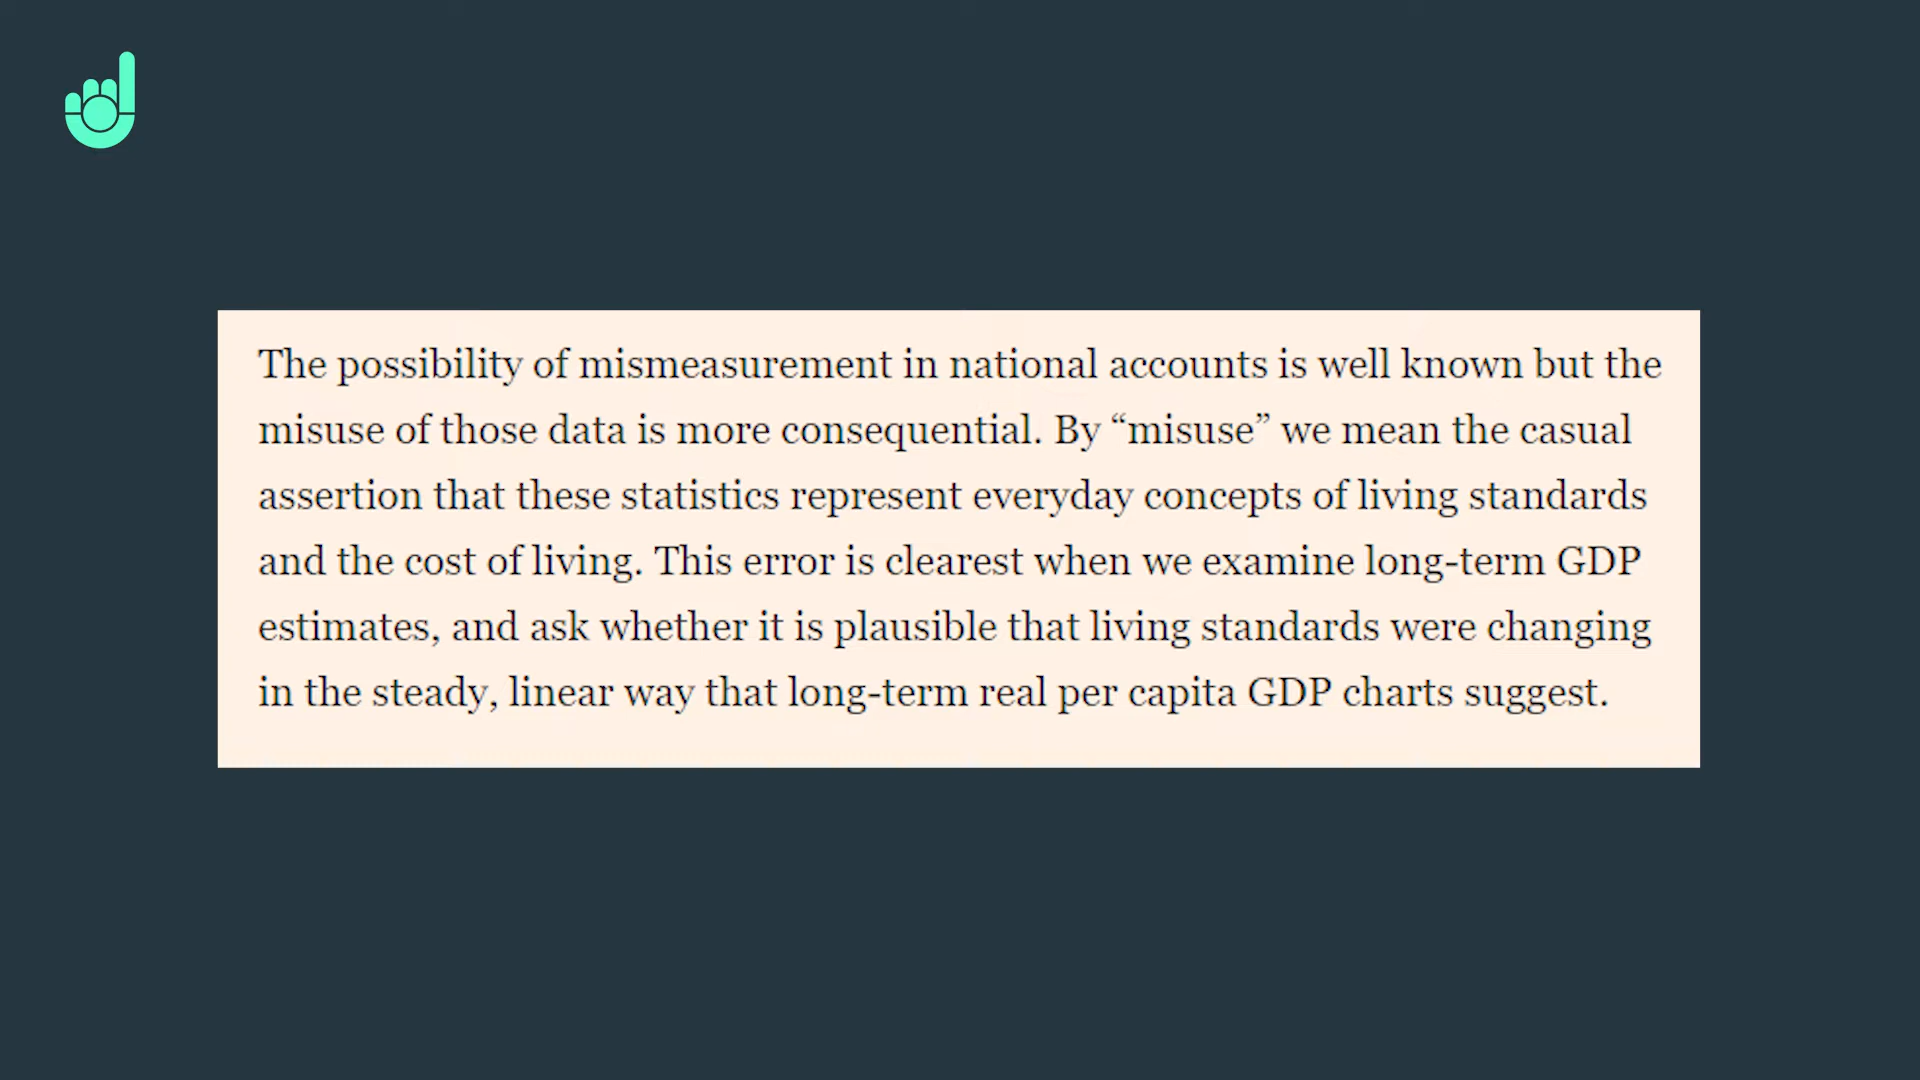 The possibility of mismeasurement in national accounts is well known but the
misuse of those data is more consequential. By “misuse” we mean the casual
assertion that these statistics represent everyday concepts of living standards
and the cost of living. This error is clearest when we examine long-term GDP
estimates, and ask whether it is plausible that living standards were changing
in the steady, linear way that long-term real per capita GDP charts suggest.